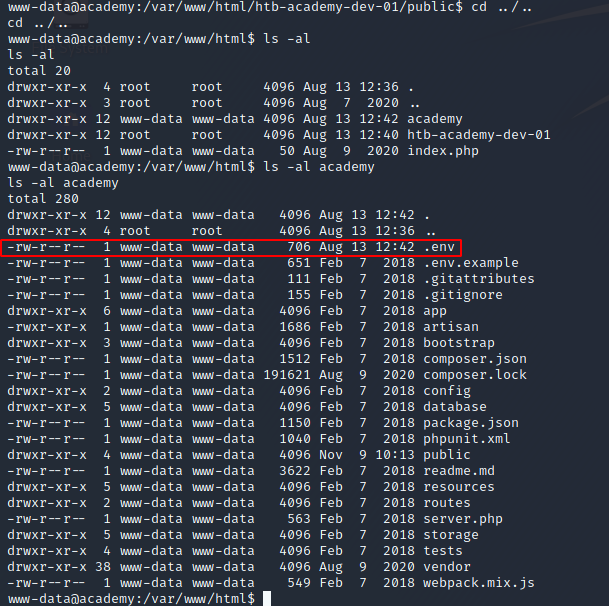 www-data@academy:/var/www/html/htb-academy-dev-01/public$ cd ../..
cd ../..
www-data@academy:/var/www/html$ ls -al
ls -al
total 20
drwxr-xr-x  4 root     root     4096 Aug 13 12:36 .
drwxr-xr-x  3 root     root     4096 Aug  7  2020 ..
drwxr-xr-x 12 www-data www-data 4096 Aug 13 12:42 academy
drwxr-xr-x 12 root     root     4096 Aug 13 12:40 htb-academy-dev-01
-rw-r--r--  1 www-data www-data   50 Aug  9  2020 index.php
www-data@academy:/var/www/html$ ls -al academy
ls -al academy
total 280
drwxr-xr-x 12 www-data www-data   4096 Aug 13 12:42 .
drwxr-xr-x  4 root     root       4096 Aug 13 12:36 ..
-rw-r--r--  1 www-data www-data    706 Aug 13 12:42 .env
-rw-r--r--  1 www-data www-data    651 Feb  7  2018 .env.example
-rw-r--r--  1 www-data www-data    111 Feb  7  2018 .gitattributes
-rw-r--r--  1 www-data www-data    155 Feb  7  2018 .gitignore
drwxr-xr-x  6 www-data www-data   4096 Feb  7  2018 app
-rw-r--r--  1 www-data www-data   1686 Feb  7  2018 artisan
drwxr-xr-x  3 www-data www-data   4096 Feb  7  2018 bootstrap
-rw-r--r--  1 www-data www-data   1512 Feb  7  2018 composer.json
-rw-r--r--  1 www-data www-data 191621 Aug  9  2020 composer.lock
drwxr-xr-x  2 www-data www-data   4096 Feb  7  2018 config
drwxr-xr-x  5 www-data www-data   4096 Feb  7  2018 database
-rw-r--r--  1 www-data www-data   1150 Feb  7  2018 package.json
-rw-r--r--  1 www-data www-data   1040 Feb  7  2018 phpunit.xml
drwxr-xr-x  4 www-data www-data   4096 Nov  9 10:13 public
-rw-r--r--  1 www-data www-data   3622 Feb  7  2018 readme.md
drwxr-xr-x  5 www-data www-data   4096 Feb  7  2018 resources
drwxr-xr-x  2 www-data www-data   4096 Feb  7  2018 routes
-rw-r--r--  1 www-data www-data    563 Feb  7  2018 server.php
drwxr-xr-x  5 www-data www-data   4096 Feb  7  2018 storage
drwxr-xr-x  4 www-data www-data   4096 Feb  7  2018 tests
drwxr-xr-x 38 www-data www-data   4096 Aug  9  2020 vendor
-rw-r--r--  1 www-data www-data    549 Feb  7  2018 webpack.mix.js
www-data@academy:/var/www/html$